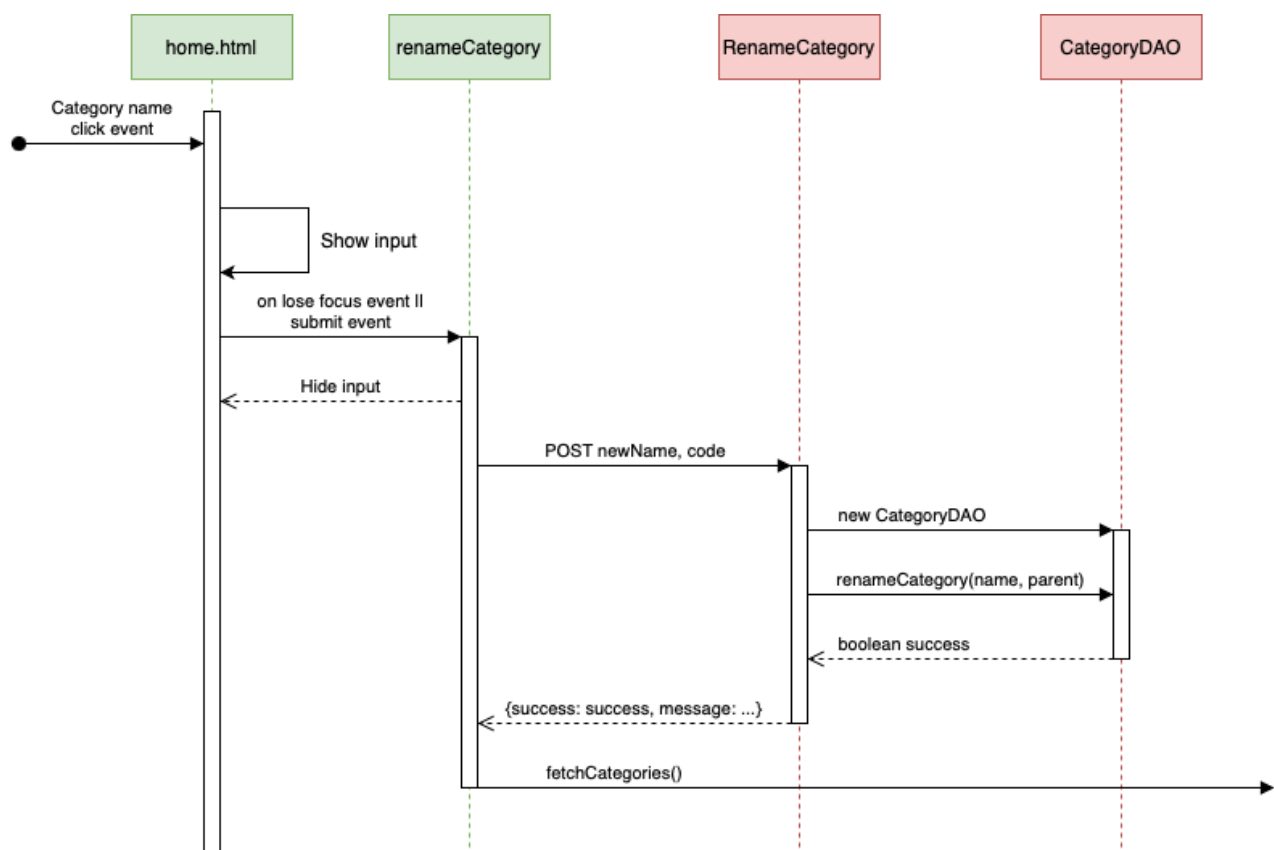 home.html
renameCategory
RenameCategory
CategoryDAO
Category name
click event
Show input
on lose focus event II
submit event
Hide input
POST newName, code
new CategoryDAO
renameCategory(name, parent)
boolean success
{success: success, message: ...}
fetchCategories()